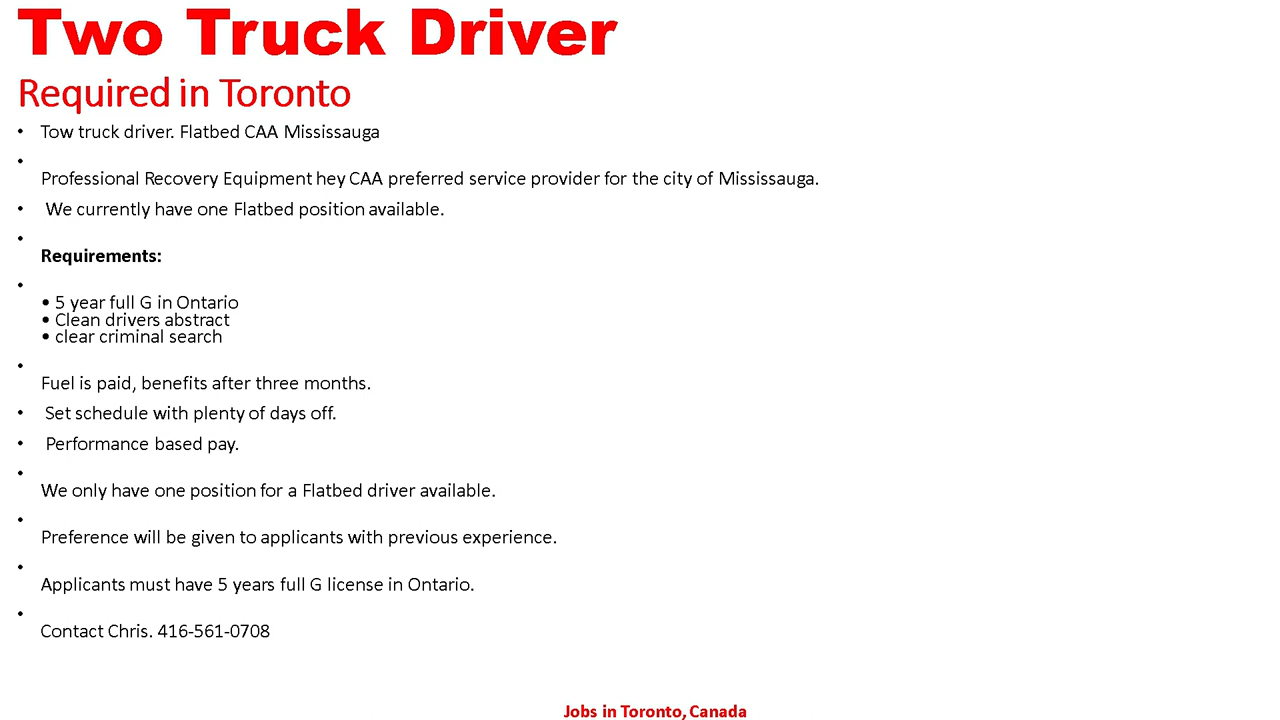 Two Truck Driver
Required in Toronto
• Tow truck driver. Flatbed CAA Mississauga
•
Professional Recovery Equipment hey CAA preferred service provider for the city of Mississauga.
• We currently have one Flatbed position available.
•
Requirements:
•
• 5 year full G in Ontario
• Clean drivers abstract
• clear criminal search
•
Fuel is paid, benefits after three months.
• Set schedule with plenty of days off.
• Performance based pay.
•
We only have one position for a Flatbed driver available.
•
Preference will be given to applicants with previous experience.
•
Applicants must have 5 years full G license in Ontario.
•
Contact Chris. 416-561-0708
Jobs in Toronto, Canada